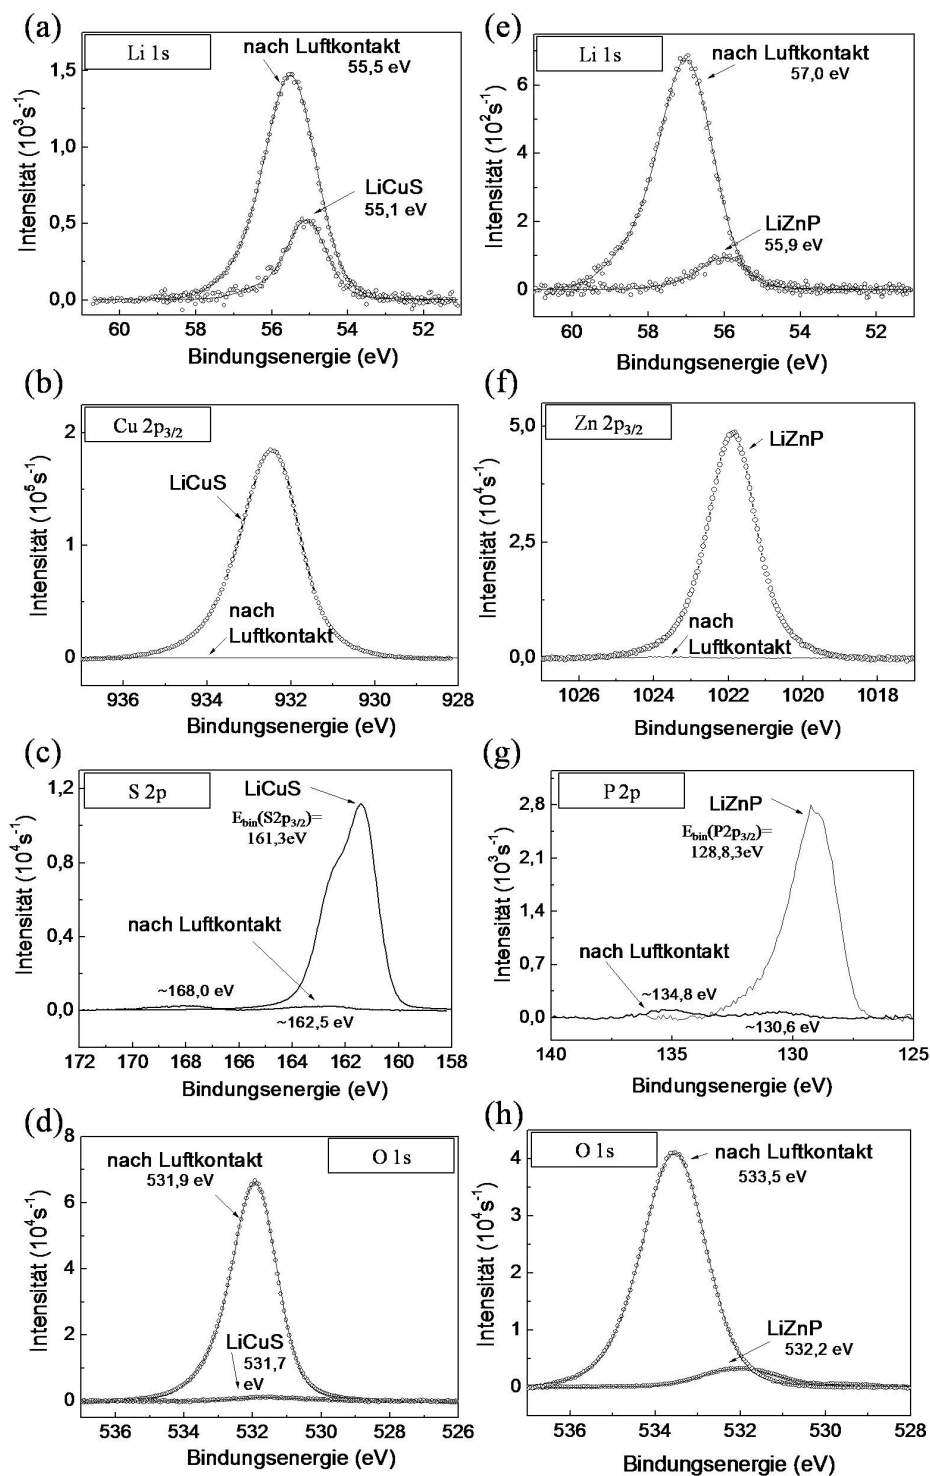 (a)
Li 1s
nach Luftkontakt
55,5 eV
LiCuS
55,1 eV
1,5
1,0
0,5
0,0
Intensität (10³s⁻¹)
60 58 56 54 52
Bindungsenergie (eV)
(e)
Li 1s
nach Luftkontakt
57,0 eV
LiZnP
55,9 eV
6
4
2
0
Intensität (10²s⁻¹)
60 58 56 54 52
Bindungsenergie (eV)
(b)
Cu 2p₃/₂
LiCuS
nach
Luftkontakt
2
1
0
Intensität (10⁵s⁻¹)
936 934 932 930 928
Bindungsenergie (eV)
(f)
Zn 2p₃/₂
LiZnP
nach
Luftkontakt
5,0
2,5
0,0
Intensität (10⁴s⁻¹)
1026 1024 1022 1020 1018
Bindungsenergie (eV)
(c)
S 2p
LiCuS
E_bin(S2p₃/₂)=
161,3eV
nach Luftkontakt
~168,0 eV
~162,5 eV
1,2
0,8
0,4
0.0
Intensität (10⁴s⁻¹)
172 170 168 166 164 162 160 158
Bindungsenergie (eV)
(g)
P 2p
LiZnP
E_bin(P2p₃/₂)=
128,8,3eV
nach Luftkontakt
~134,8 eV
~130,6 eV
2,8
2,1
1,4
0,7
0,0
Intensität (10³s⁻¹)
140 135 130 125
Bindungsenergie (eV)
(d)
O 1s
nach Luftkontakt
531,9 eV
LiCuS
531,7
eV
8
6
4
2
0
Intensität (10⁴s⁻¹)
536 534 532 530 528 526
Bindungsenergie (eV)
(h)
O 1s
nach Luftkontakt
533,5 eV
LiZnP
532,2 eV
4
3
2
1
0
Intensität (10⁴s⁻¹)
536 534 532 530 528
Bindungsenergie (eV)